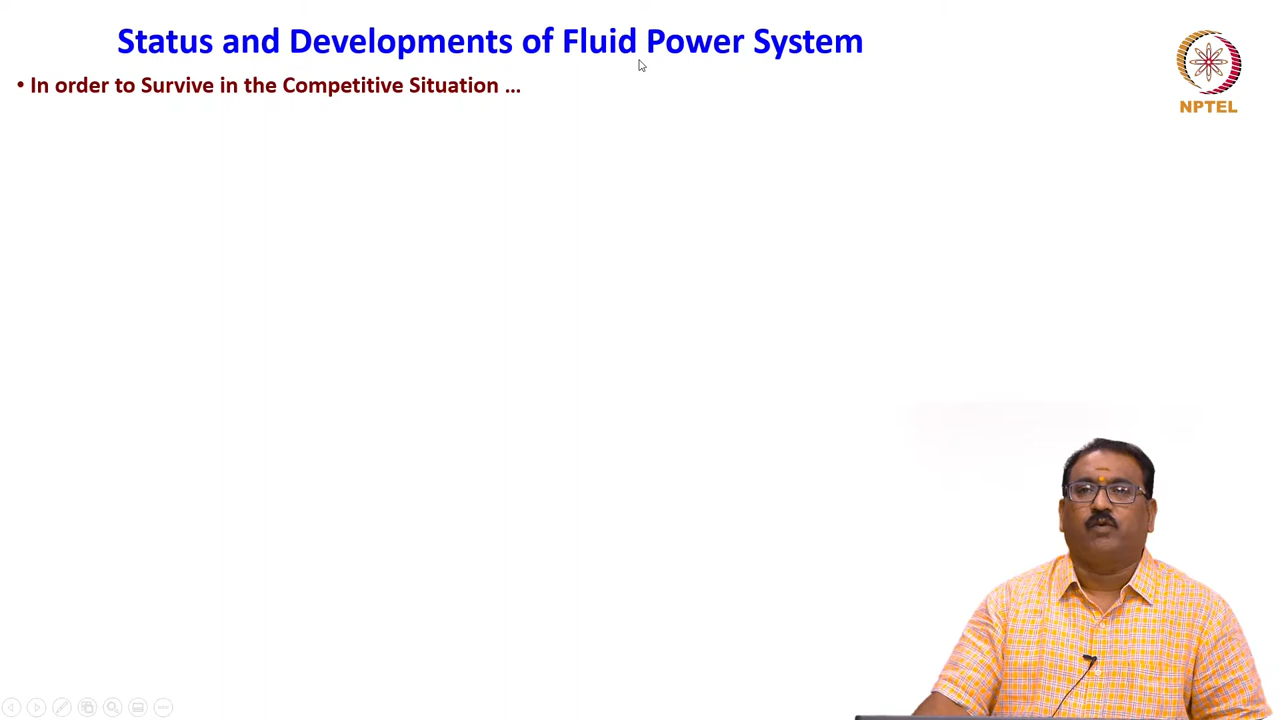 Status and Developments of Fluid Power System
• In order to Survive in the Competitive Situation ...
NPTEL